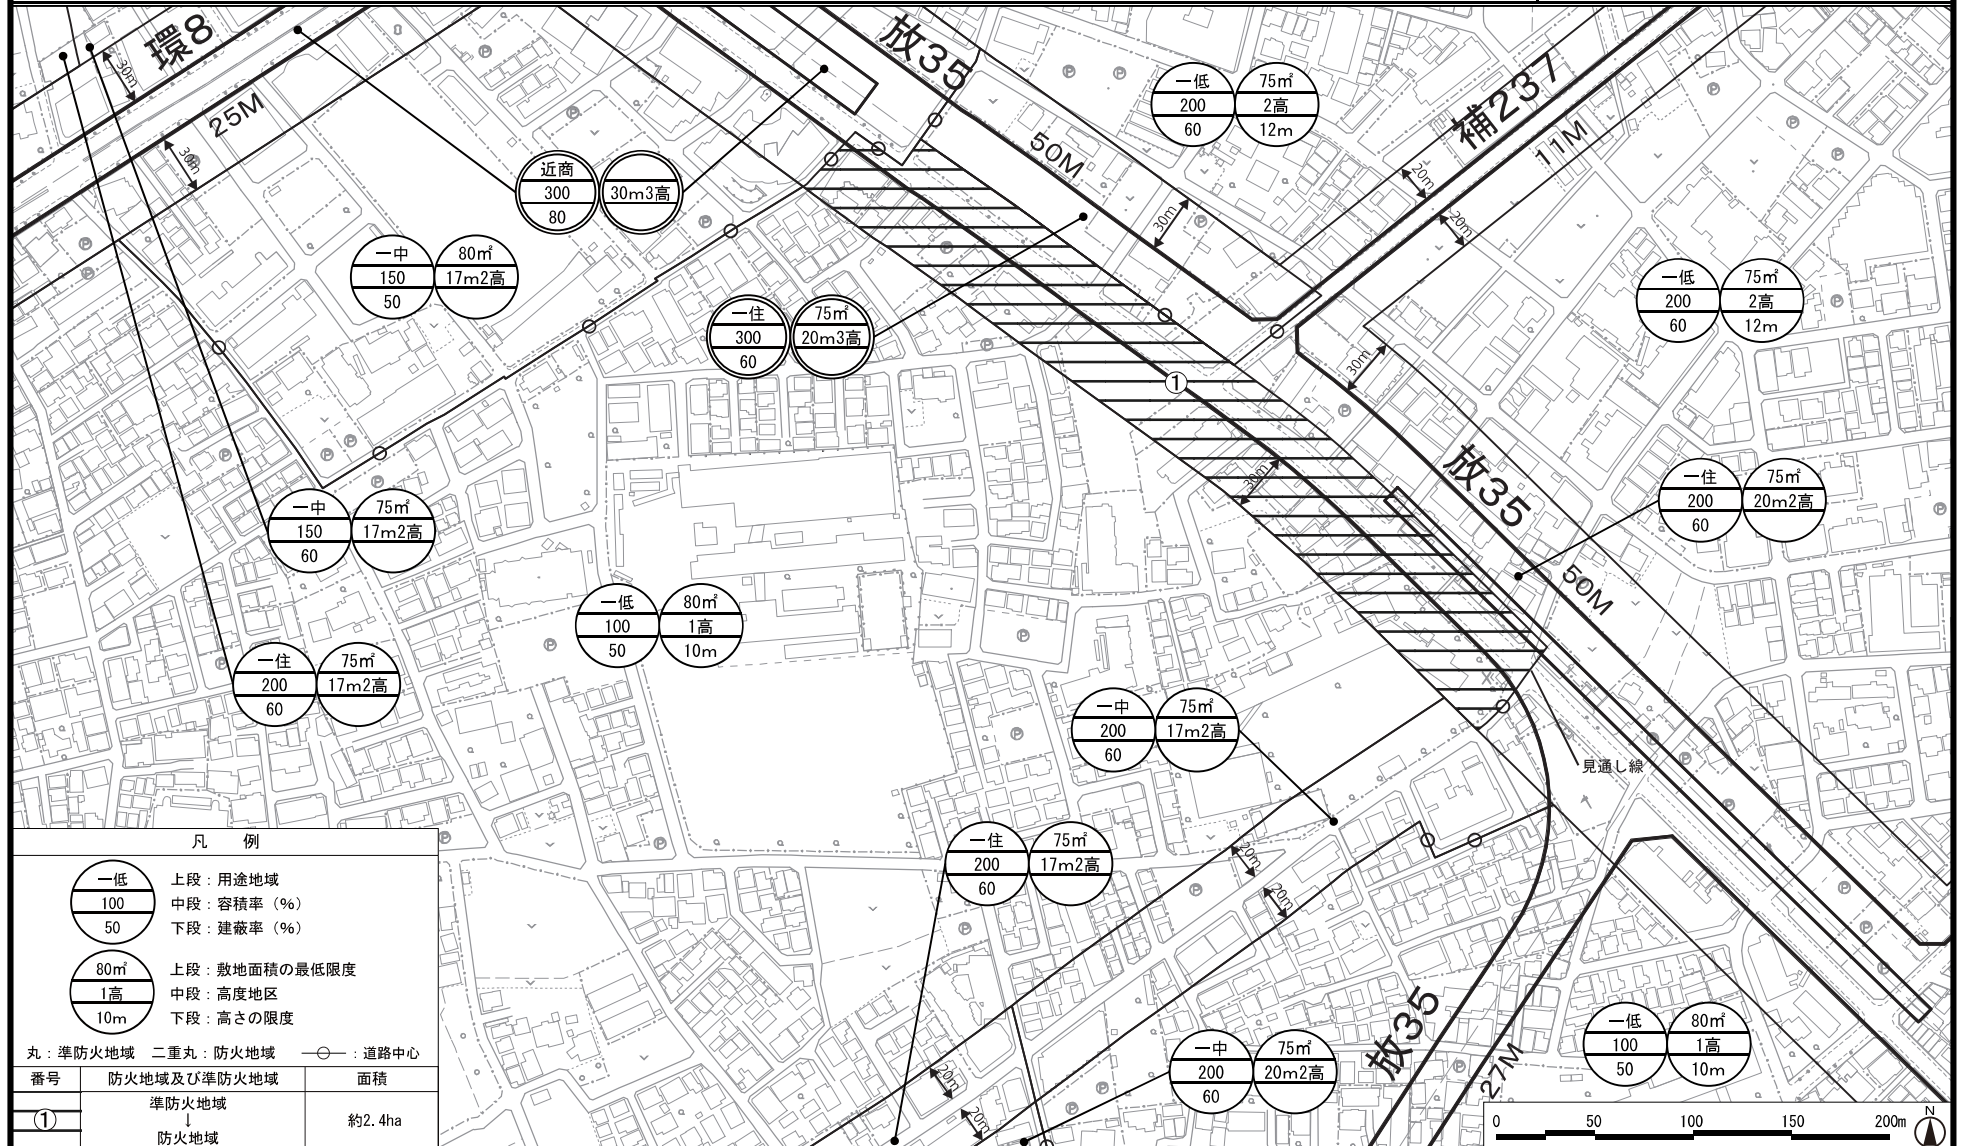 環8
30m
25M
30m
放35
50M
30m
補237
11M
20m
20m
一低
200
60
75㎡
2高
12m
近商
300
80
30m3高
一中
150
50
80㎡
17m2高
一住
300
60
75㎡
20m3高
一低
200
60
75㎡
2高
12m
①
30m
30m
放35
50M
一住
200
60
75㎡
20m2高
一中
150
60
75㎡
17m2高
一低
100
50
80㎡
1高
10m
一住
200
60
75㎡
17m2高
一中
200
60
75㎡
17m2高
見通し線
一住
200
60
75㎡
17m2高
20m
20m
放35
27M
一低
100
50
80㎡
1高
10m
一中
200
60
75㎡
20m2高
20m
20m
凡 例
一低
100
50
上段：用途地域
中段：容積率（%）
下段：建蔽率（%）
80㎡
1高
10m
上段：敷地面積の最低限度
中段：高度地区
下段：高さの限度
丸：準防火地域 二重丸：防火地域 ：道路中心
番号 防火地域及び準防火地域 面積
① 準防火地域
↓
防火地域
約2.4ha
0 50 100 150 200m
N